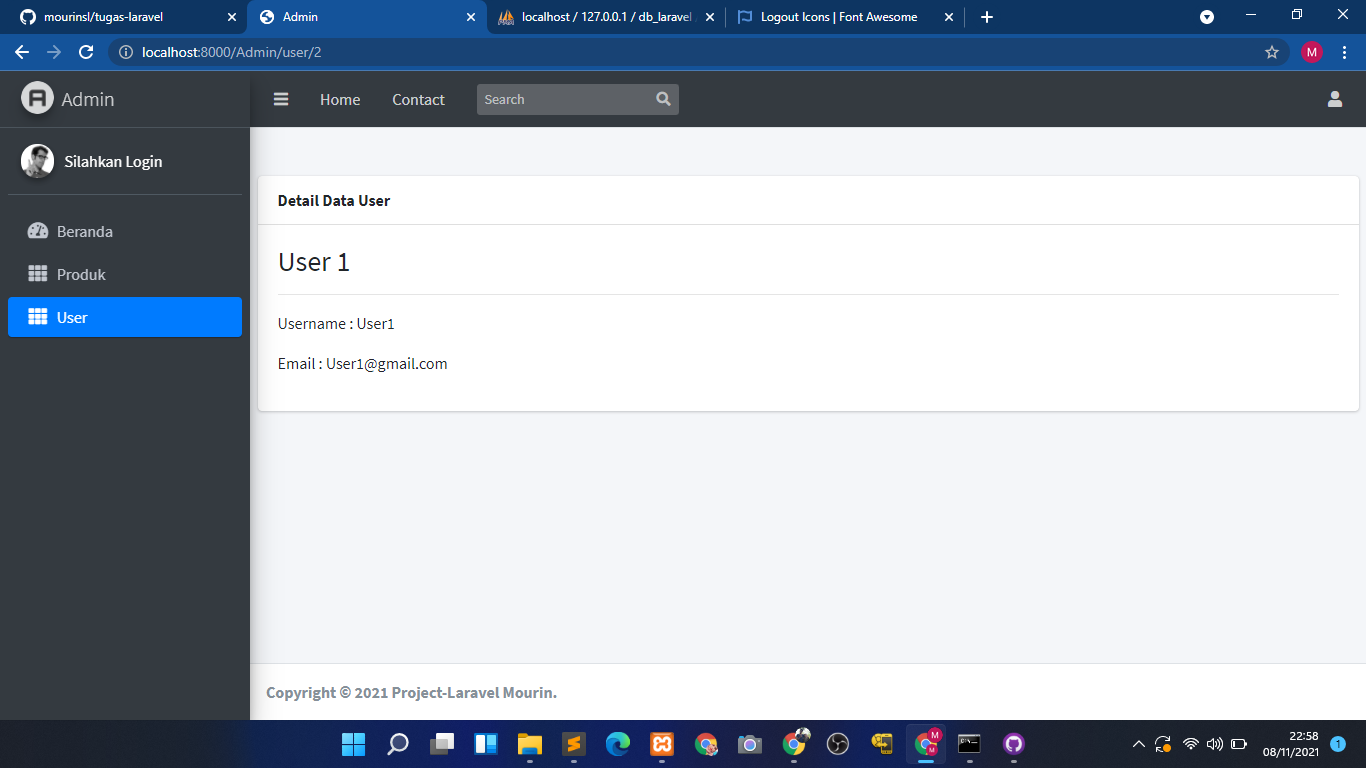 mourinsl/tugas-laravel
Admin
localhost / 127.0.0.1 / db_laravel
Logout Icons | Font Awesome
localhost:8000/Admin/user/2
M
Admin
Home
Contact
Search
Silahkan Login
Beranda
Produk
User
Detail Data User
User 1
Username : User1
Email : User1@gmail.com
Copyright © 2021 Project-Laravel Mourin.
22:58
08/11/2021
1